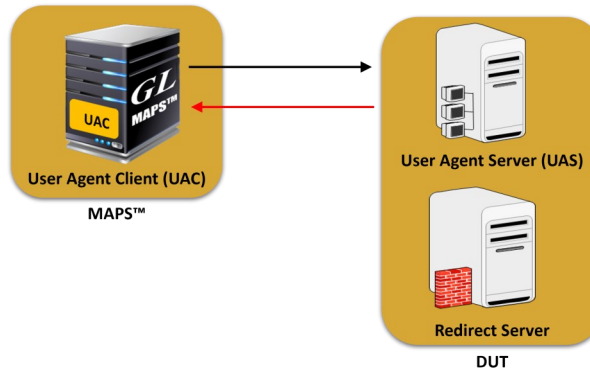 GL
MAPS™
UAC
User Agent Client (UAC)
MAPS™
User Agent Server (UAS)
Redirect Server
DUT